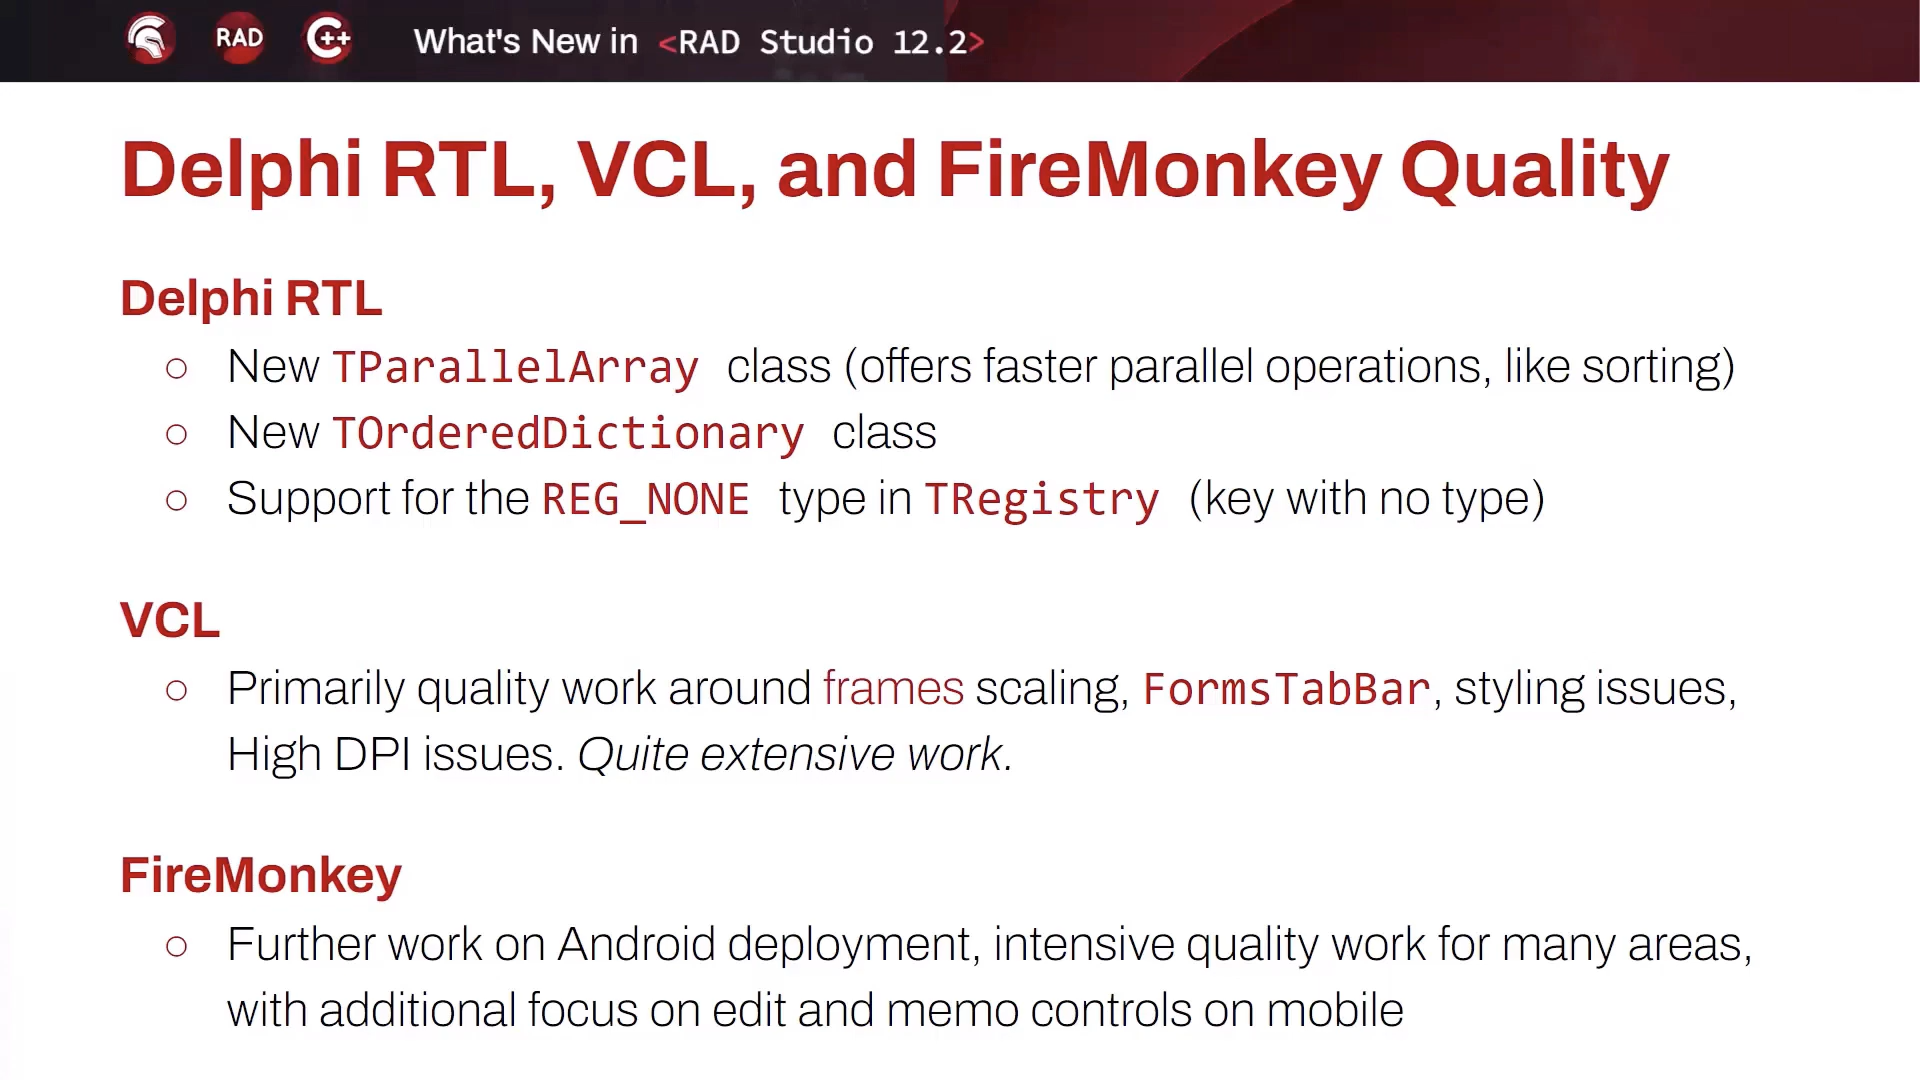 RAD C++ What's New in <RAD Studio 12.2>
Delphi RTL, VCL, and FireMonkey Quality
Delphi RTL
○ New TParallelArray class (offers faster parallel operations, like sorting)
○ New TOrderedDictionary class
○ Support for the REG_NONE type in TRegistry (key with no type)
VCL
○ Primarily quality work around frames scaling, FormsTabBar, styling issues,
High DPI issues. Quite extensive work.
FireMonkey
○ Further work on Android deployment, intensive quality work for many areas,
with additional focus on edit and memo controls on mobile